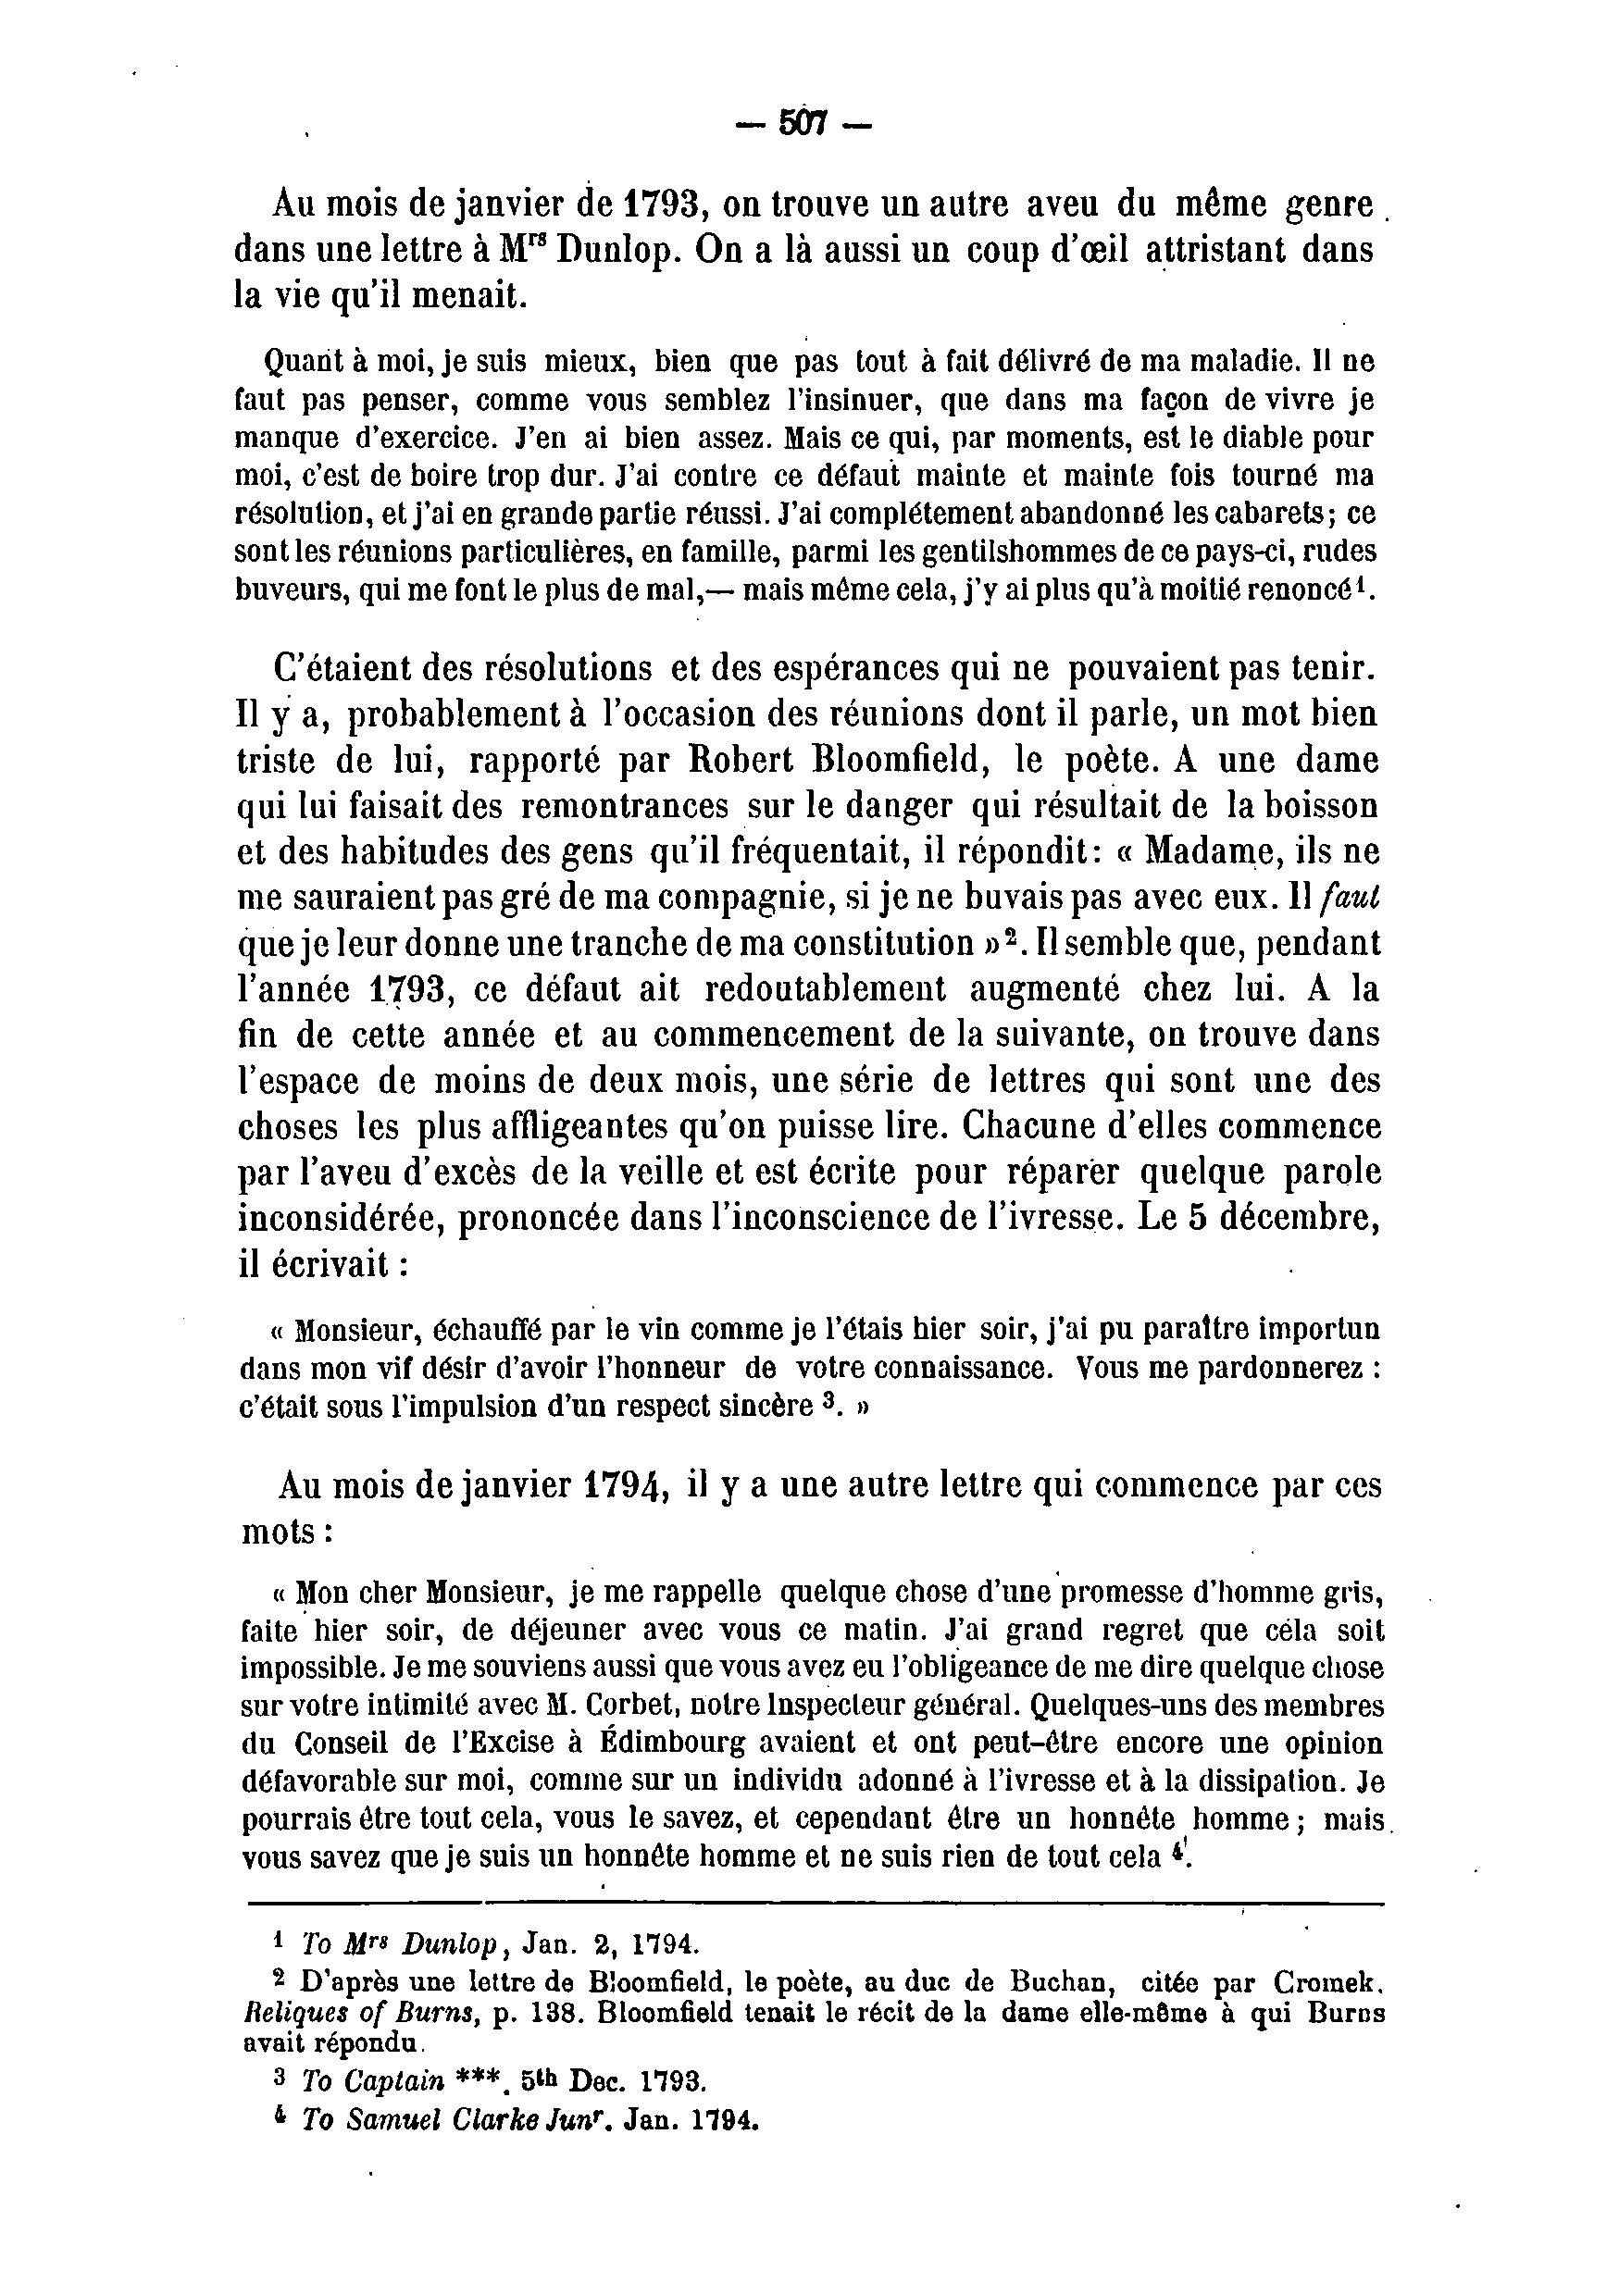 — 507 —
Au mois de janvier de 1793, on trouve un autre aveu du même genre
dans une lettre à Mrs Dunlop. On a là aussi un coup d'œil attristant dans
la vie qu'il menait.
Quant à moi, je suis mieux, bien que pas tout à fait délivré de ma maladie. Il ne
faut pas penser, comme vous semblez l'insinuer, que dans ma façon de vivre je
manque d'exercice. J'en ai bien assez. Mais ce qui, par moments, est le diable pour
moi, c'est de boire trop dur. J'ai contre ce défaut mainte et mainte fois tourné ma
résolution, et j'ai en grande partie réussi. J'ai complétement abandonné les cabarets; ce
sont les réunions particulières, en famille, parmi les gentilshommes de ce pays-ci, rudes
buveurs, qui me font le plus de mal,— mais même cela, j'y ai plus qu'à moitié renoncé 1.
C'étaient des résolutions et des espérances qui ne pouvaient pas tenir.
Il y a, probablement à l'occasion des réunions dont il parle, un mot bien
triste de lui, rapporté par Robert Bloomfield, le poète. A une dame
qui lui faisait des remontrances sur le danger qui résultait de la boisson
et des habitudes des gens qu'il fréquentait, il répondit: « Madame, ils ne
me sauraient pas gré de ma compagnie, si je ne buvais pas avec eux. Il faut
que je leur donne une tranche de ma constitution » 2. Il semble que, pendant
l'année 1793, ce défaut ait redoutablement augmenté chez lui. A la
fin de cette année et au commencement de la suivante, on trouve dans
l'espace de moins de deux mois, une série de lettres qui sont une des
choses les plus affligeantes qu'on puisse lire. Chacune d'elles commence
par l'aveu d'excès de la veille et est écrite pour réparer quelque parole
inconsidérée, prononcée dans l'inconscience de l'ivresse. Le 5 décembre,
il écrivait :
« Monsieur, échauffé par le vin comme je l'étais hier soir, j'ai pu paraître importun
dans mon vif désir d'avoir l'honneur de votre connaissance. Vous me pardonnerez :
c'était sous l'impulsion d'un respect sincère 3. »
Au mois de janvier 1794, il y a une autre lettre qui commence par ces
mots :
« Mon cher Monsieur, je me rappelle quelque chose d'une promesse d'homme gris,
faite hier soir, de déjeuner avec vous ce matin. J'ai grand regret que céla soit
impossible. Je me souviens aussi que vous avez eu l'obligeance de me dire quelque chose
sur votre intimité avec M. Corbet, notre Inspecteur général. Quelques-uns des membres
du Conseil de l'Excise à Édimbourg avaient et ont peut-être encore une opinion
défavorable sur moi, comme sur un individu adonné à l'ivresse et à la dissipation. Je
pourrais être tout cela, vous le savez, et cependant être un honnête homme ; mais
vous savez que je suis un honnête homme et ne suis rien de tout cela 4.
1 To Mrs Dunlop, Jan. 2, 1794.
2 D'après une lettre de Bloomfield, le poète, au duc de Buchan, citée par Cromek.
Reliques of Burns, p. 138. Bloomfield tenait le récit de la dame elle-même à qui Burns
avait répondu.
3 To Captain ***. 5th Dec. 1793.
4 To Samuel Clarke Junr. Jan. 1794.